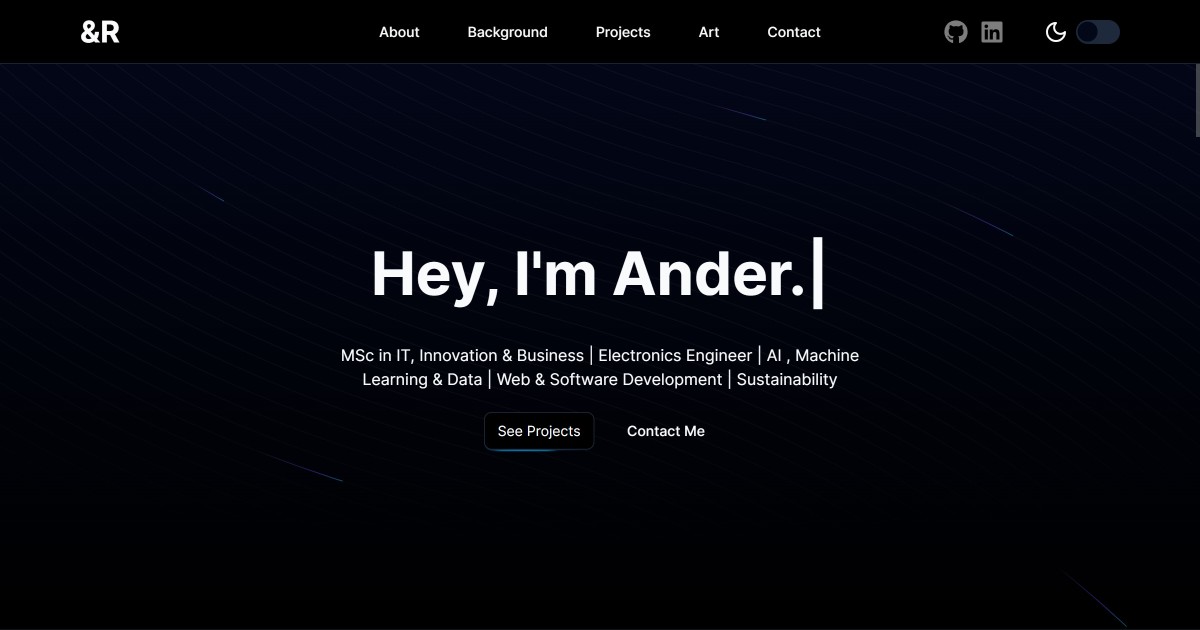 &R
About
Background
Projects
Art
Contact
Hey, I'm Ander.
MSc in IT, Innovation & Business | Electronics Engineer | AI , Machine
Learning & Data | Web & Software Development | Sustainability
See Projects
Contact Me